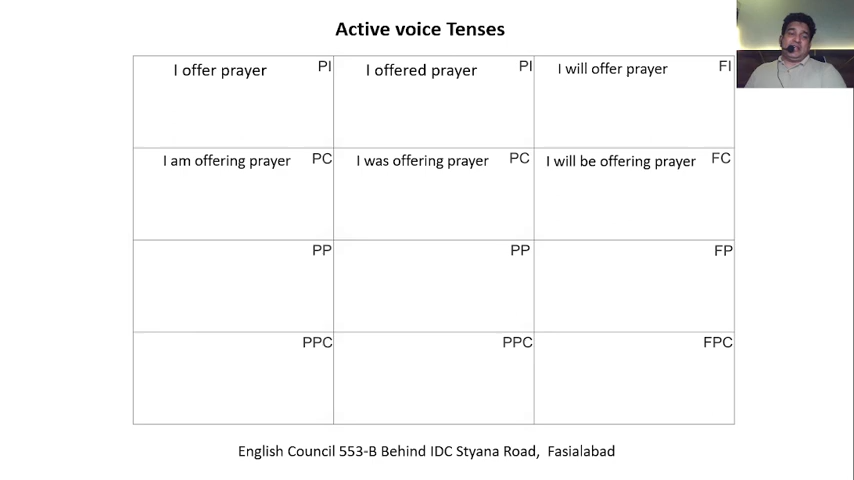 Active voice Tenses
I offer prayer PI I offered prayer PI I will offer prayer FI
I am offering prayer PC I was offering prayer PC I will be offering prayer FC
PP PP FP
PPC PPC FPC
English Council 553-B Behind IDC Styana Road, Fasialabad